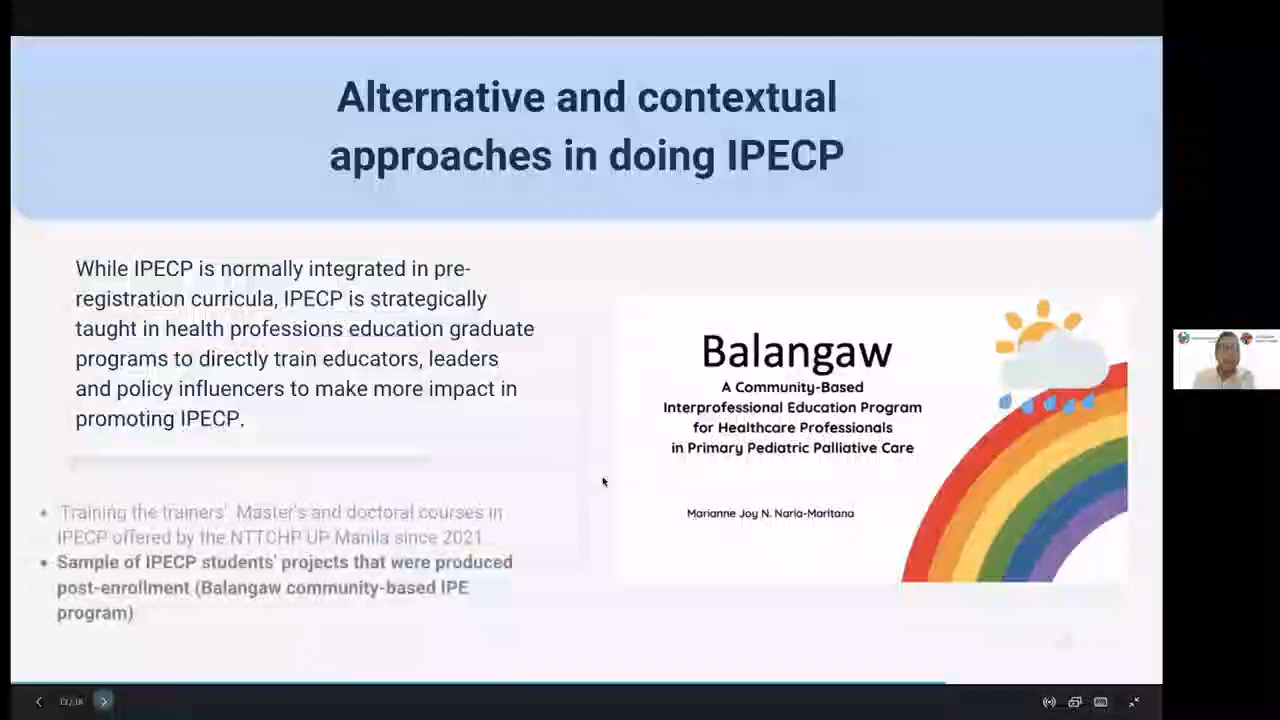 Alternative and contextual
approaches in doing IPECP
While IPECP is normally integrated in pre-
registration curricula, IPECP is strategically
taught in health professions education graduate
programs to directly train educators, leaders
and policy influencers to make more impact in
promoting IPECP.
• Training the trainers' Master's and doctoral courses in
IPECP offered by the NTTCHP UP Manila since 2021
• Sample of IPECP students' projects that were produced
post-enrollment (Balangaw community-based IPE
program)
Balangaw
A Community-Based
Interprofessional Education Program
for Healthcare Professionals
in Primary Pediatric Palliative Care
Marianne Joy N. Naria-Maritana